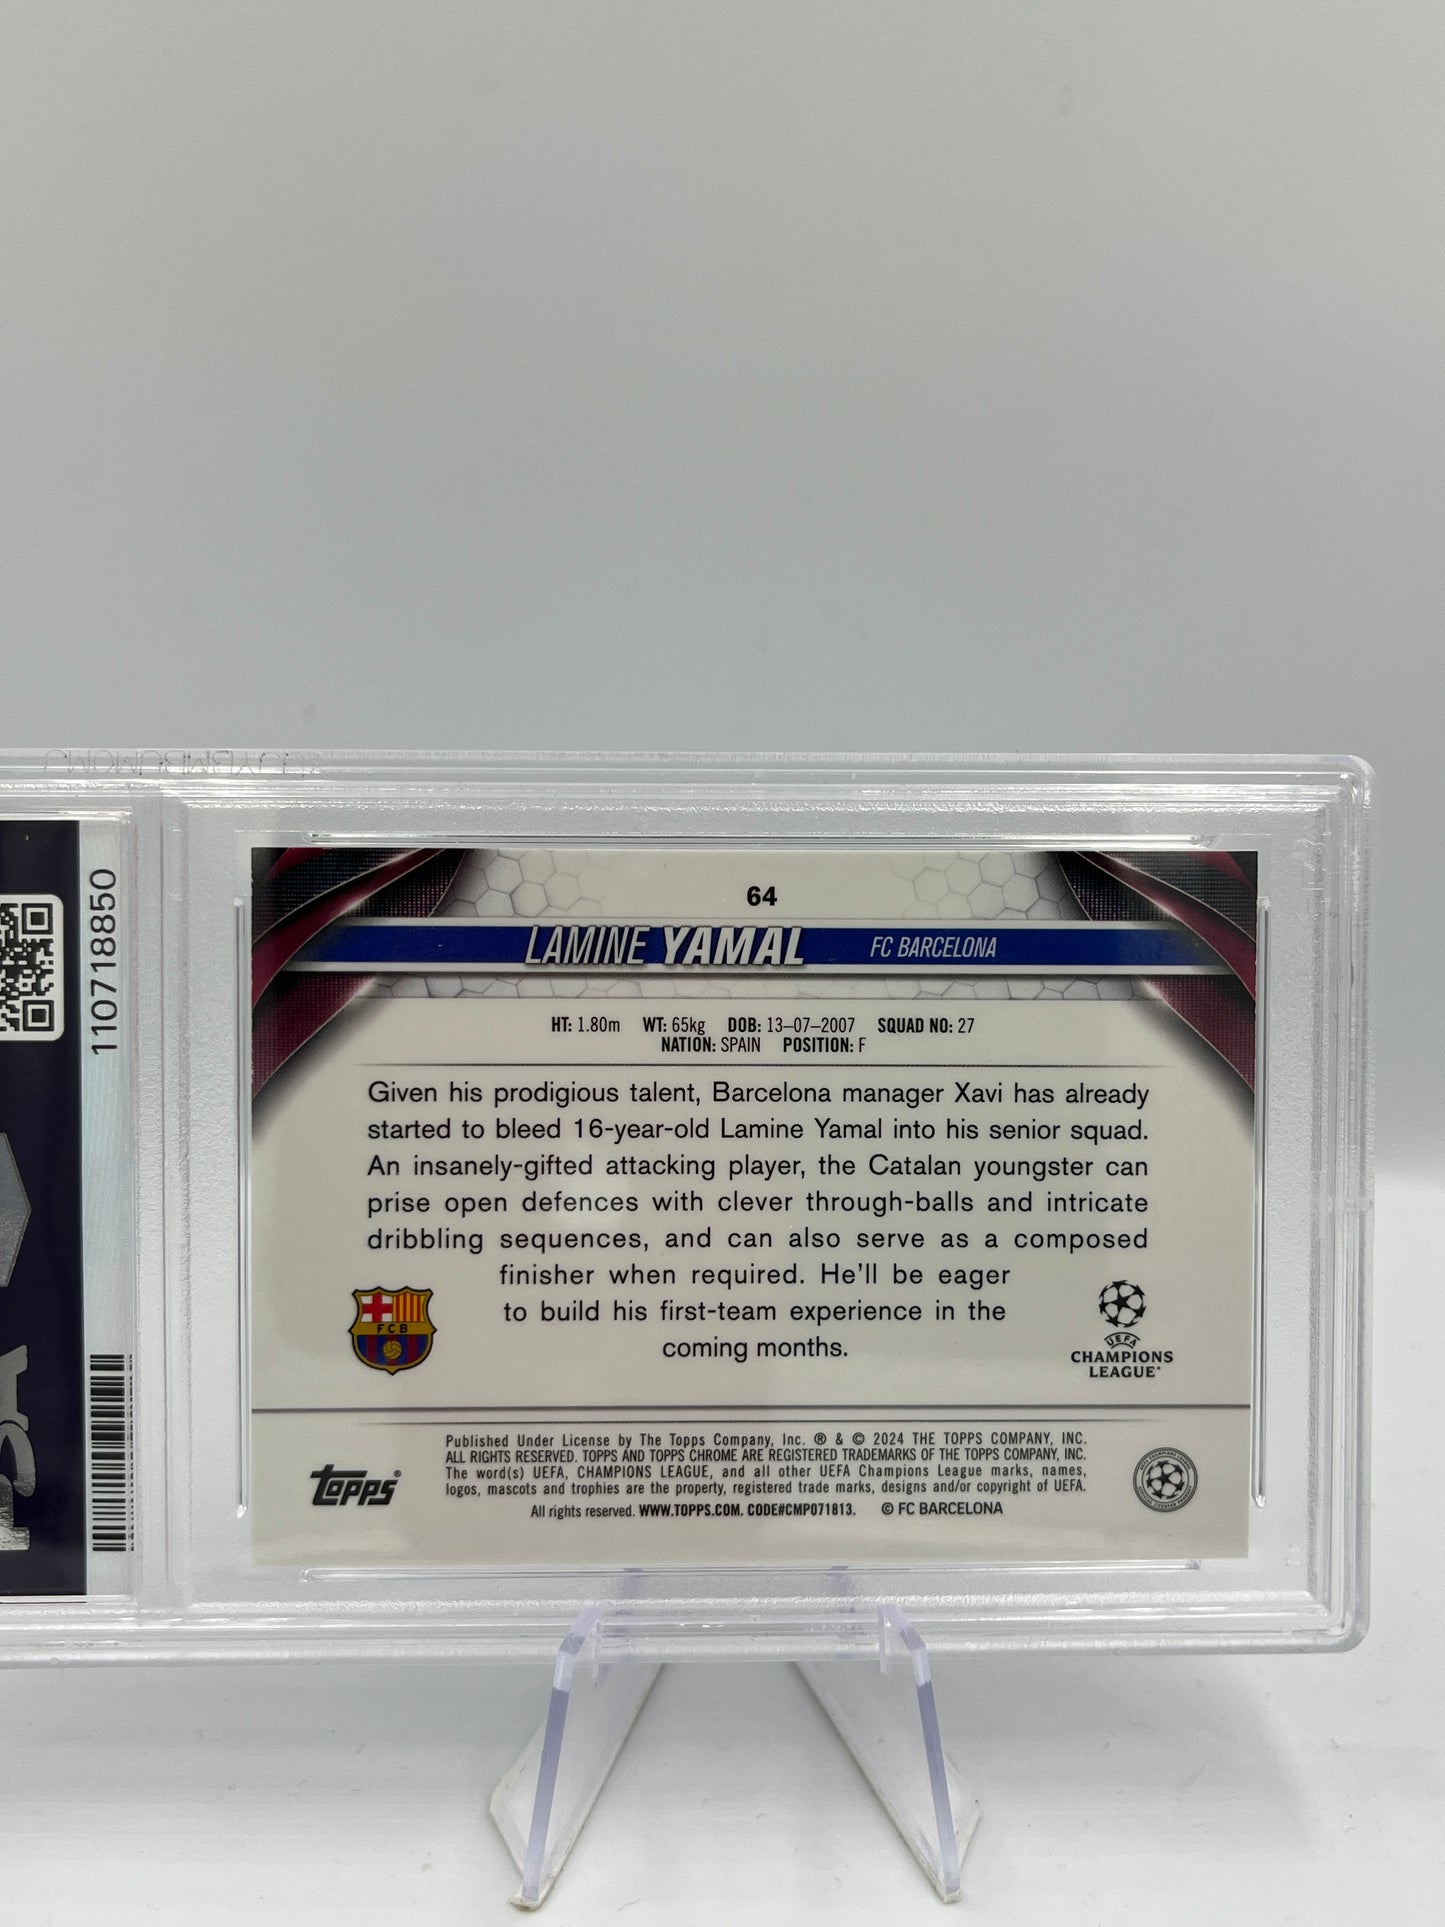 110718850
PSA
64
LAMINE YAMAL FC BARCELONA
HT: 1.80m WT: 65kg DOB: 13–07–2007 SQUAD NO: 27
NATION: SPAIN POSITION: F
Given his prodigious talent, Barcelona manager Xavi has already
started to bleed 16-year-old Lamine Yamal into his senior squad.
An insanely-gifted attacking player, the Catalan youngster can
prise open defences with clever through-balls and intricate
dribbling sequences, and can also serve as a composed
finisher when required. He'll be eager
to build his first-team experience in the
coming months.
FCB
UEFA
CHAMPIONS
LEAGUE
Published Under License by The Topps Company, Inc. ® & © 2024 THE TOPPS COMPANY, INC.
ALL RIGHTS RESERVED. TOPPS AND TOPPS CHROME ARE REGISTERED TRADEMARKS OF THE TOPPS COMPANY, INC.
The word(s) UEFA, CHAMPIONS LEAGUE, and all other UEFA Champions League marks, names,
logos, mascots and trophies are the property, registered trade marks, designs and/or copyright of UEFA.
All rights reserved. WWW.TOPPS.COM. CODE#CMP071813. © FC BARCELONA
topps®